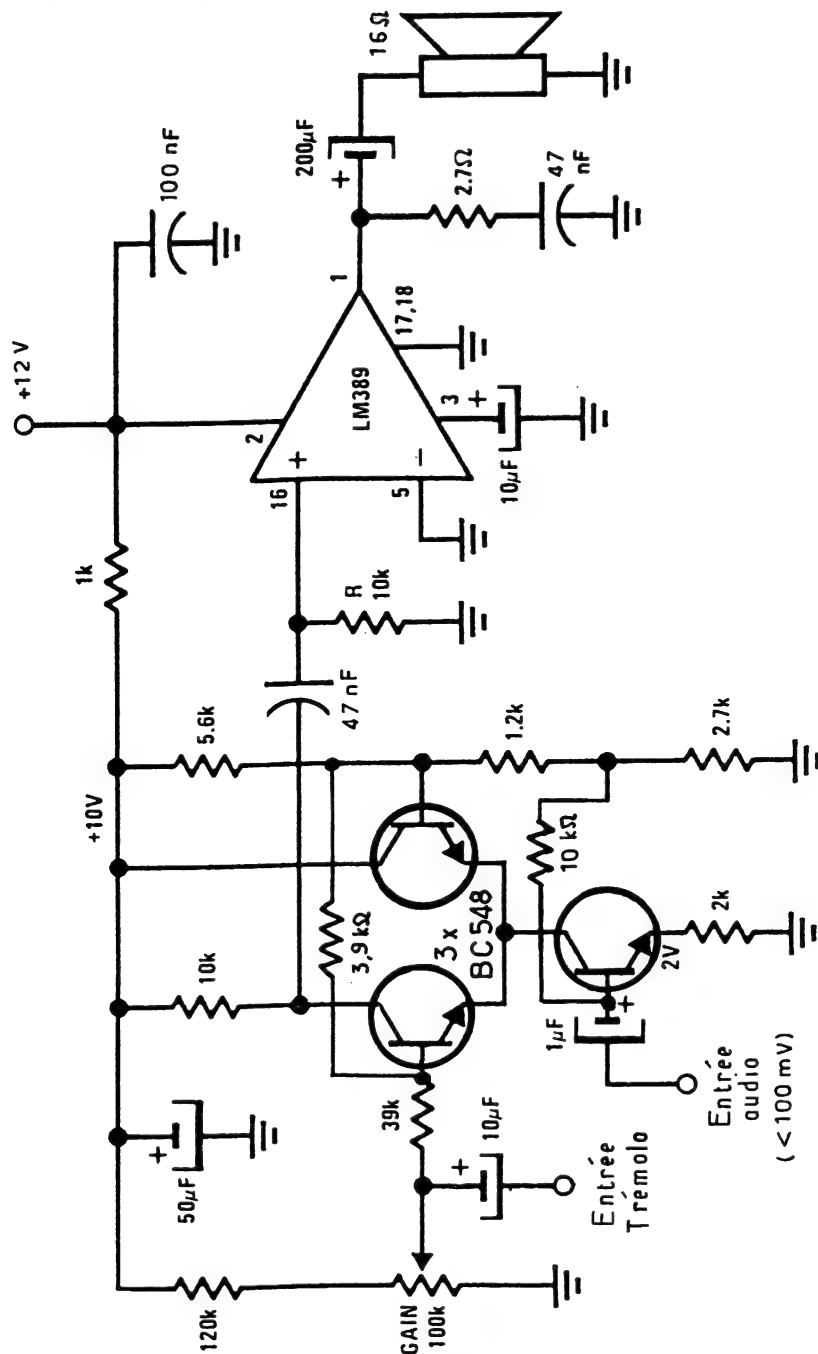 +12 V
100 nF
1k
+10V
50µF
+
120k
GAIN
100k
10k
5.6k
39k
10µF
+
Entrée
Trémolo
3,9 kΩ
3 x
BC 548
47 nF
R
10k
16
+
2
LM389
5
−
1
17,18
3
+
10µF
200µF
+
16Ω
2.7Ω
47
nF
1.2k
10 kΩ
2.7k
2V
2k
1µF
+
Entrée
audio
(<100 mV)